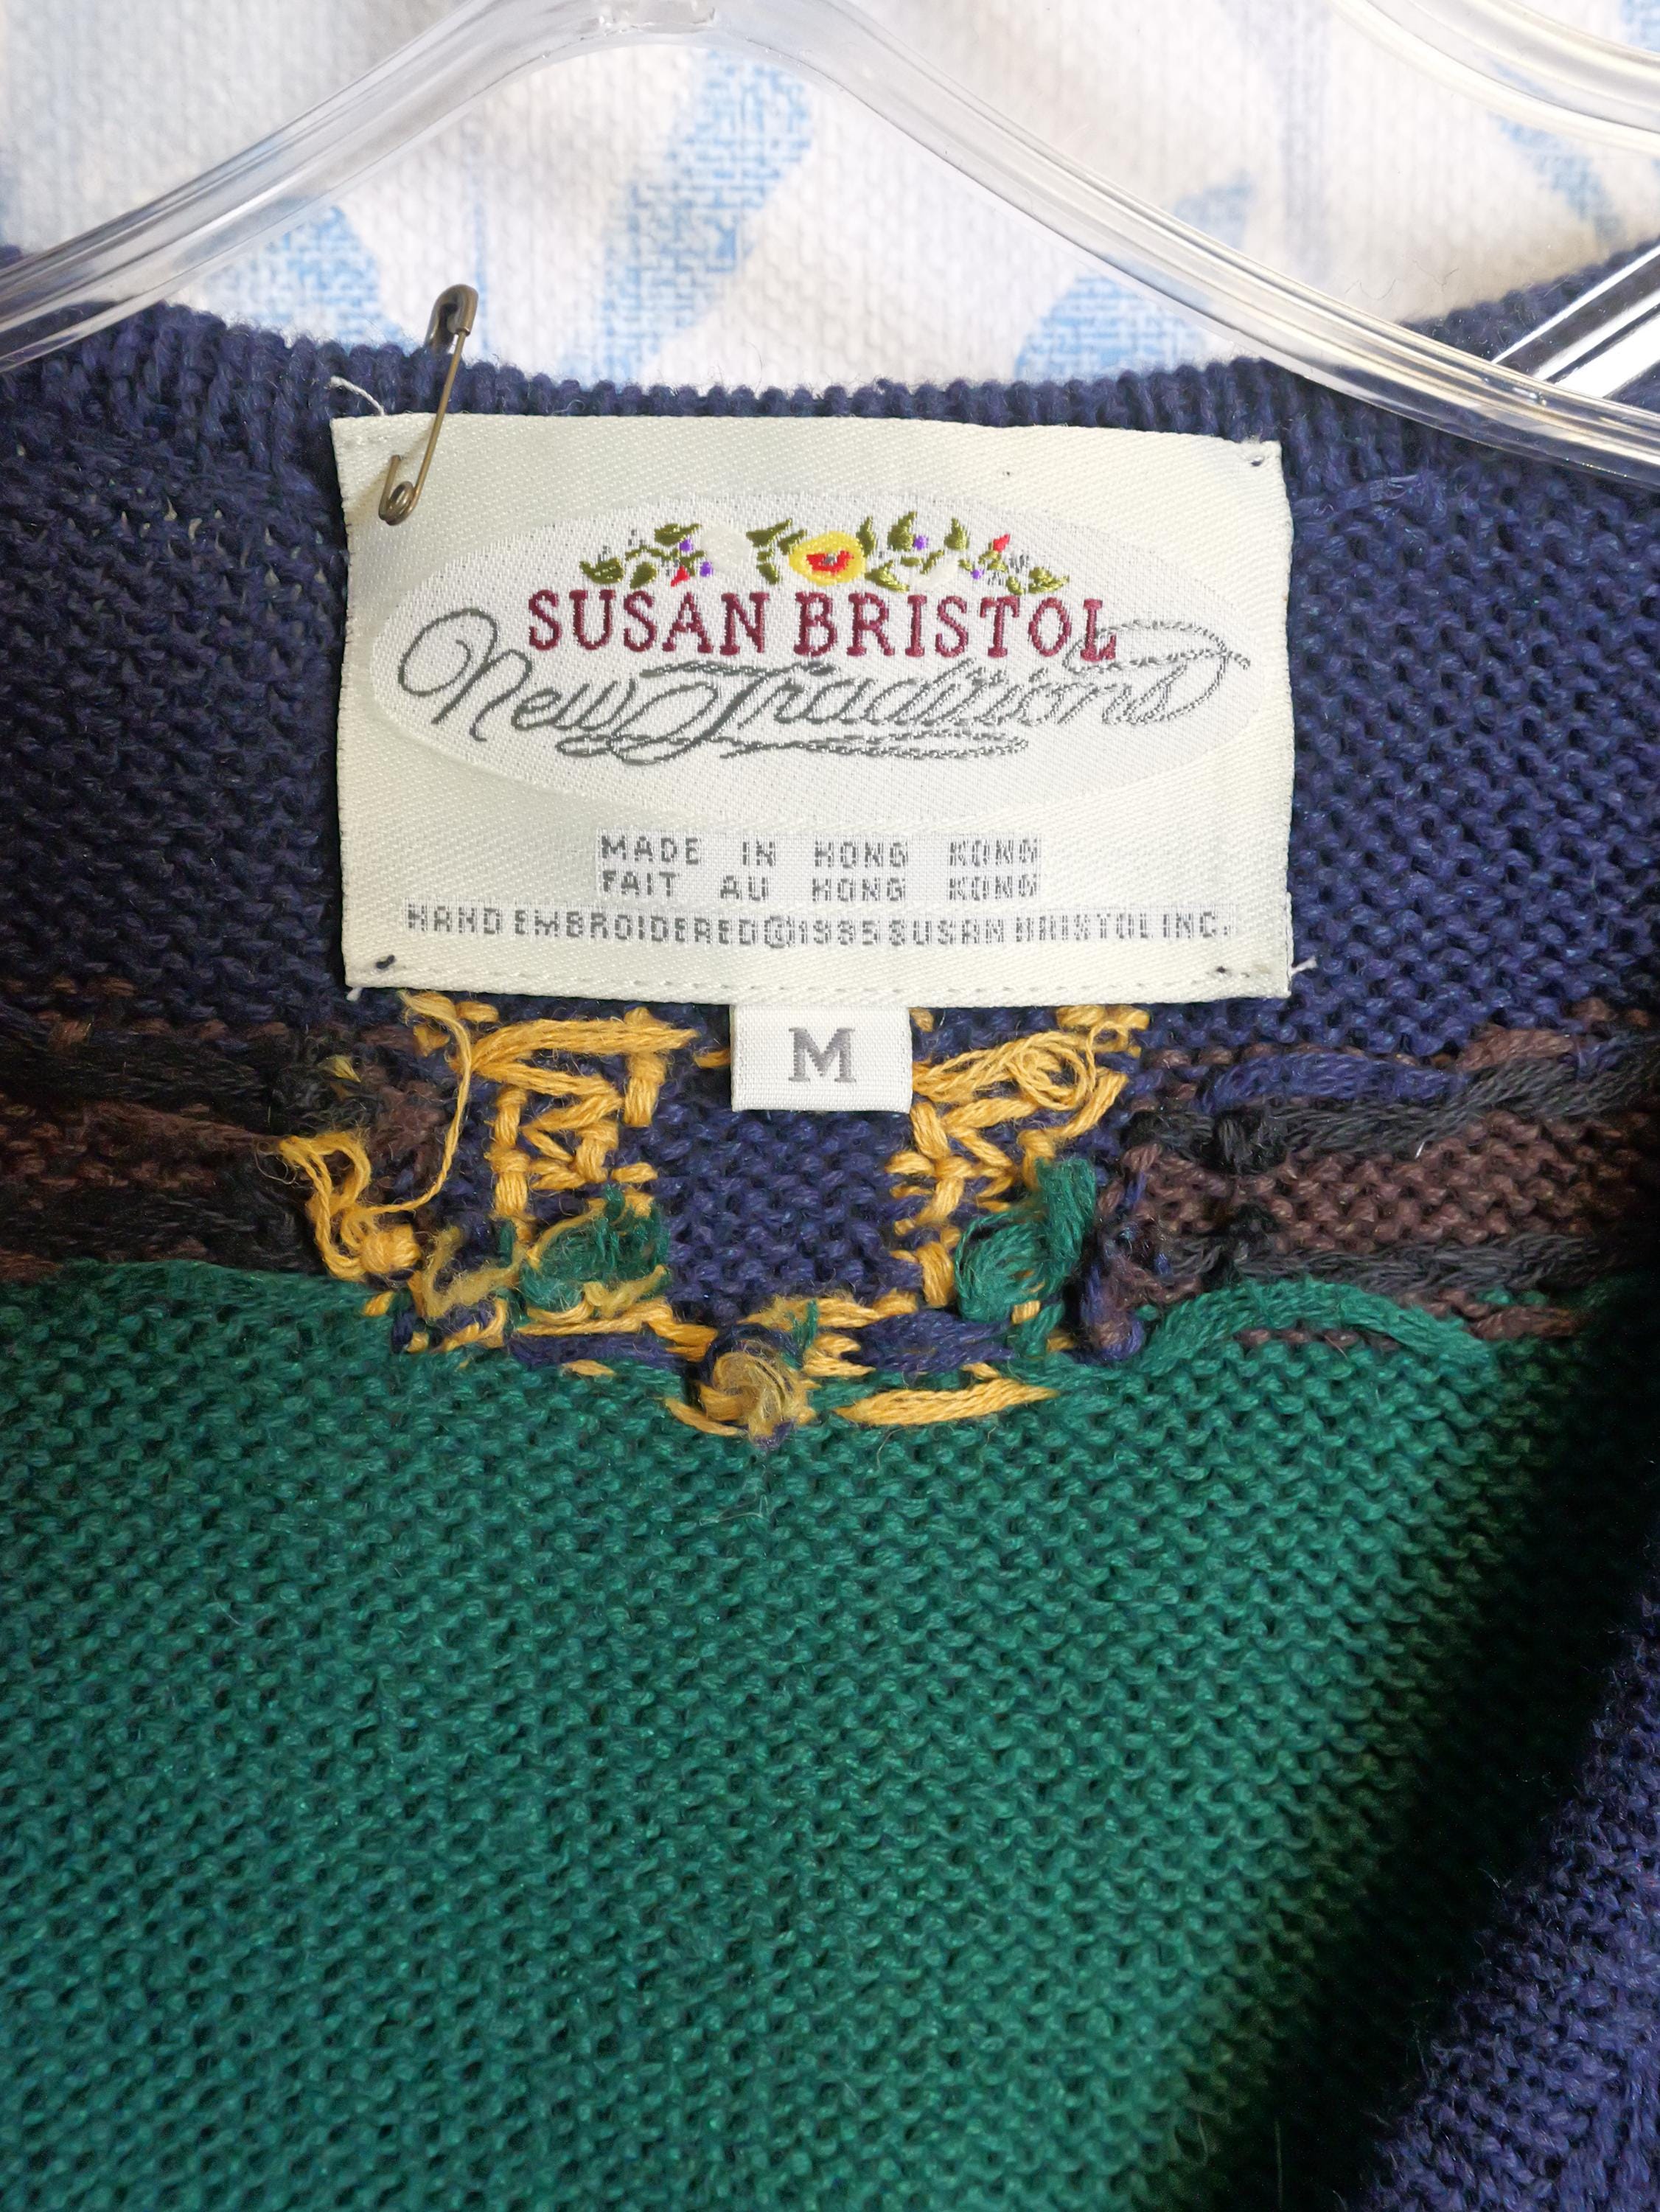 SUSAN BRISTOL
New Traditions
MADE IN HONG KONG
FAIT AU HONG KONG
HAND EMBROIDERED©1995 SUSAN BRISTOL INC.
M